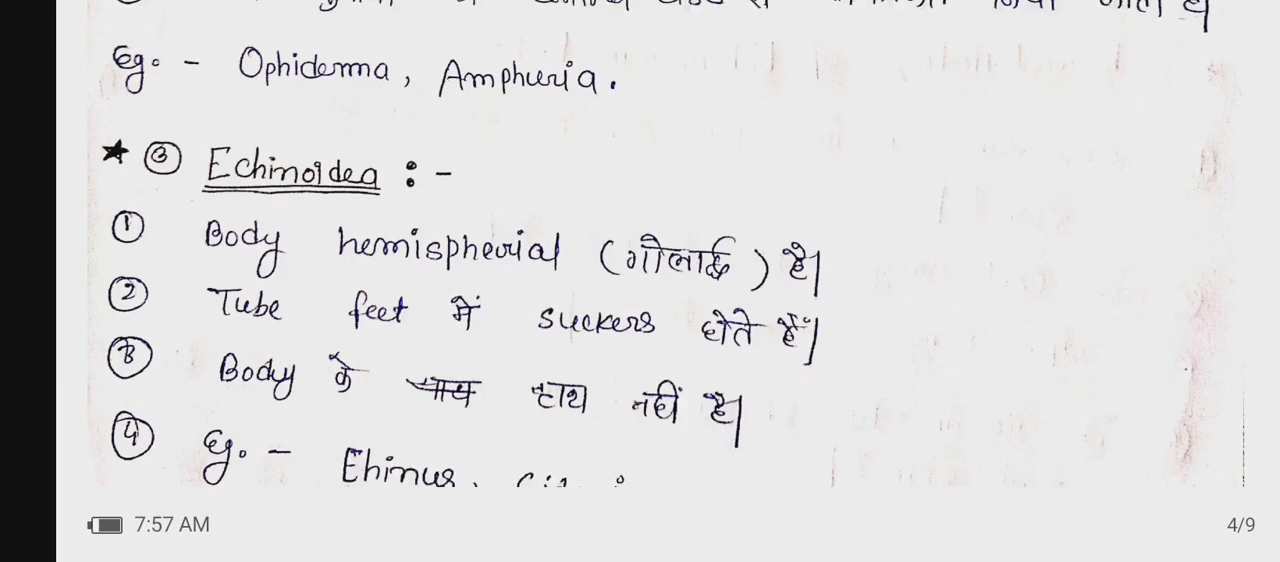 Eg. - Ophiderma, Amphuria.
★ ③ Echinoidea :-
① Body hemispherial (गोलार्द्ध) है।
② Tube feet में suckers होते हैं।
③ Body के हाथ नहीं है।
④ Eg. - Ehinus,
7:57 AM
4/9